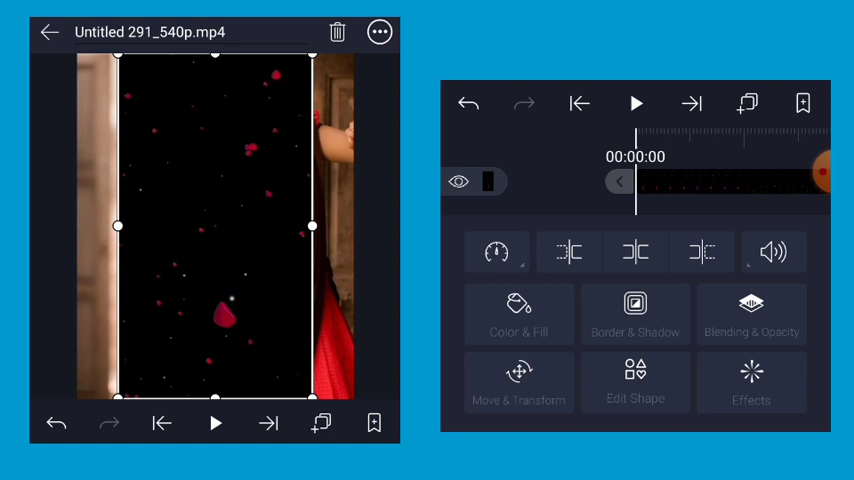 Untitled 291_540p.mp4
00:00:00
Color & Fill
Border & Shadow
Blending & Opacity
Move & Transform
Edit Shape
Effects